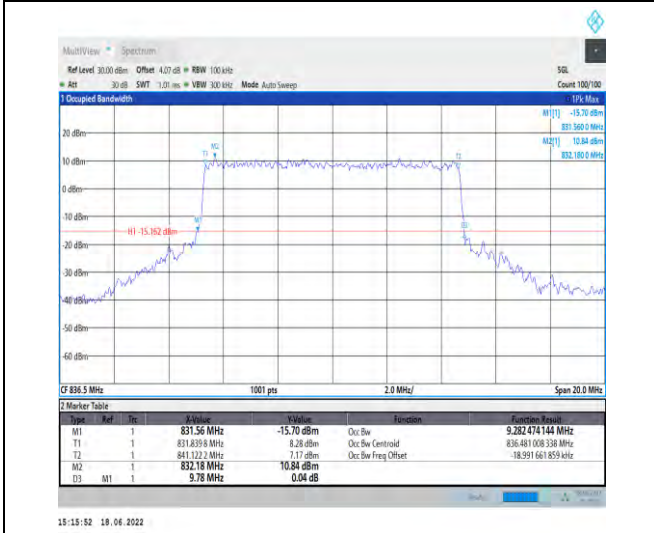 MultiView Spectrum
Ref Level 30.00 dBm Offset 4.07 dB RBW 100 kHz SGL
Att 30 dB SWT 1.01 ms VBW 300 kHz Mode Auto Sweep Count 100/100
1 Occupied Bandwidth 1Pk Max
M1[1] -15.70 dBm
831.560 0 MHz
M2[1] 10.84 dBm
832.180 0 MHz
20 dBm
M2
T1 T2
10 dBm
0 dBm
-10 dBm
M1
D3
H1 -15.162 dBm
-20 dBm
-30 dBm
-40 dBm
-50 dBm
-60 dBm
CF 836.5 MHz 1001 pts 2.0 MHz/ Span 20.0 MHz
2 Marker Table
Type Ref Trc X-Value Y-Value Function Function Result
M1 1 831.56 MHz -15.70 dBm Occ Bw 9.282 474 144 MHz
T1 1 831.839 8 MHz 8.28 dBm Occ Bw Centroid 836.481 008 338 MHz
T2 1 841.122 2 MHz 7.17 dBm Occ Bw Freq Offset -18.991 661 859 kHz
M2 1 832.18 MHz 10.84 dBm
D3 M1 1 9.78 MHz 0.04 dB
15:15:52 18.06.2022